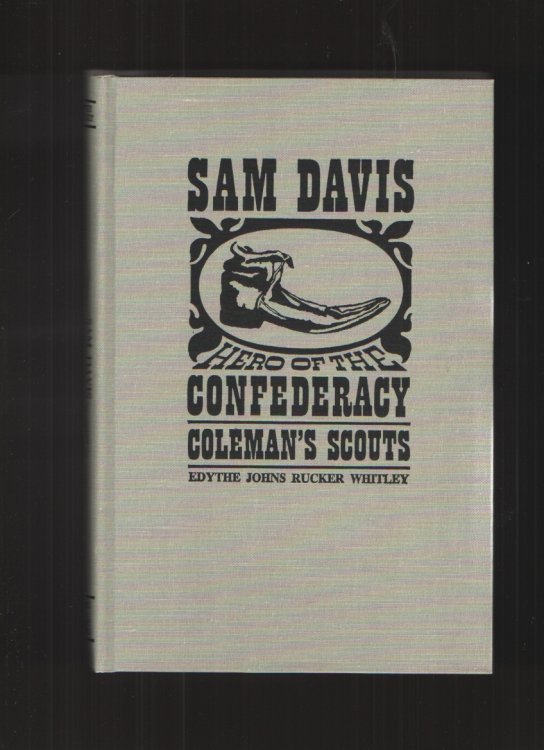 SAM DAVIS
HERO OF THE
CONFEDERACY
COLEMAN'S SCOUTS
EDYTHE JOHNS RUCKER WHITLEY